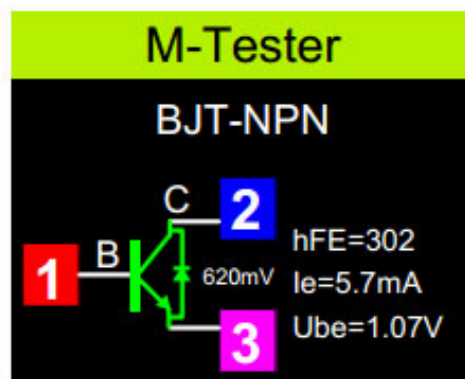 M-Tester
BJT-NPN
C
2
B
1
620mV
3
hFE=302
Ie=5.7mA
Ube=1.07V